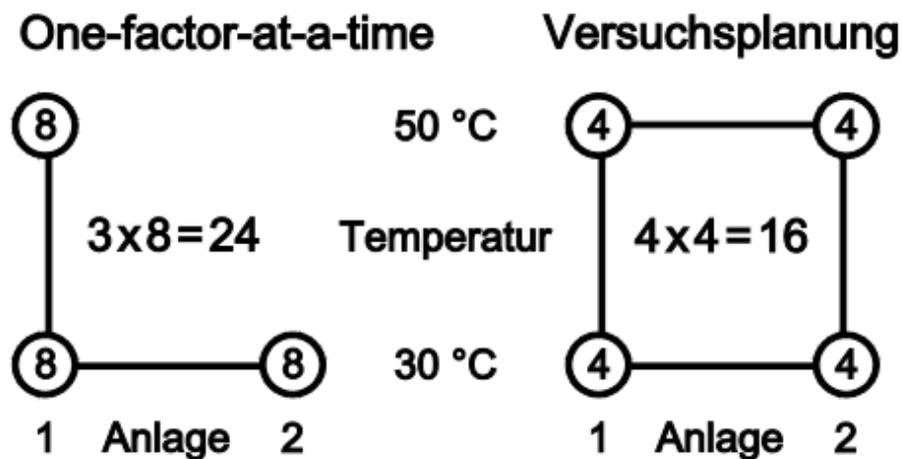 One-factor-at-a-time Versuchsplanung
8 50 °C 4 4
3x8=24 Temperatur 4x4=16
8 8 30 °C 4 4
1 Anlage 2 1 Anlage 2